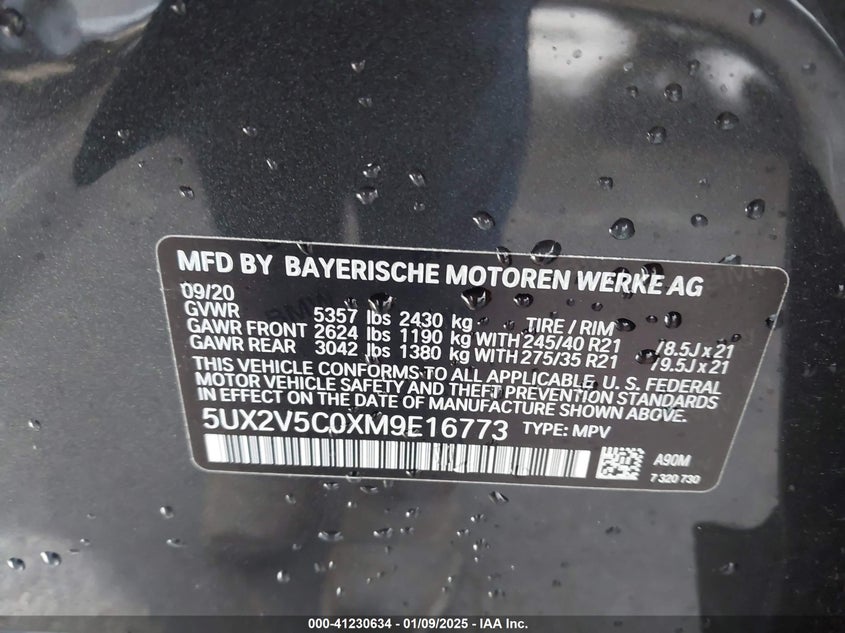 MFD BY BAYERISCHE MOTOREN WERKE AG
09/20
GVWR 5357 lbs 2430 kg TIRE / RIM
GAWR FRONT 2624 lbs 1190 kg WITH 245/40 R21 /8.5J x 21
GAWR REAR 3042 lbs 1380 kg WITH 275/35 R21 /9.5J x 21
THIS VEHICLE CONFORMS TO ALL APPLICABLE, U. S. FEDERAL
MOTOR VEHICLE SAFETY AND THEFT PREVENTION STANDARDS
IN EFFECT ON THE DATE OF MANUFACTURE SHOWN ABOVE.
5UX2V5C0XM9E16773 TYPE: MPV
A90M
7 320 730
000-41230634 - 01/09/2025 - IAA Inc.